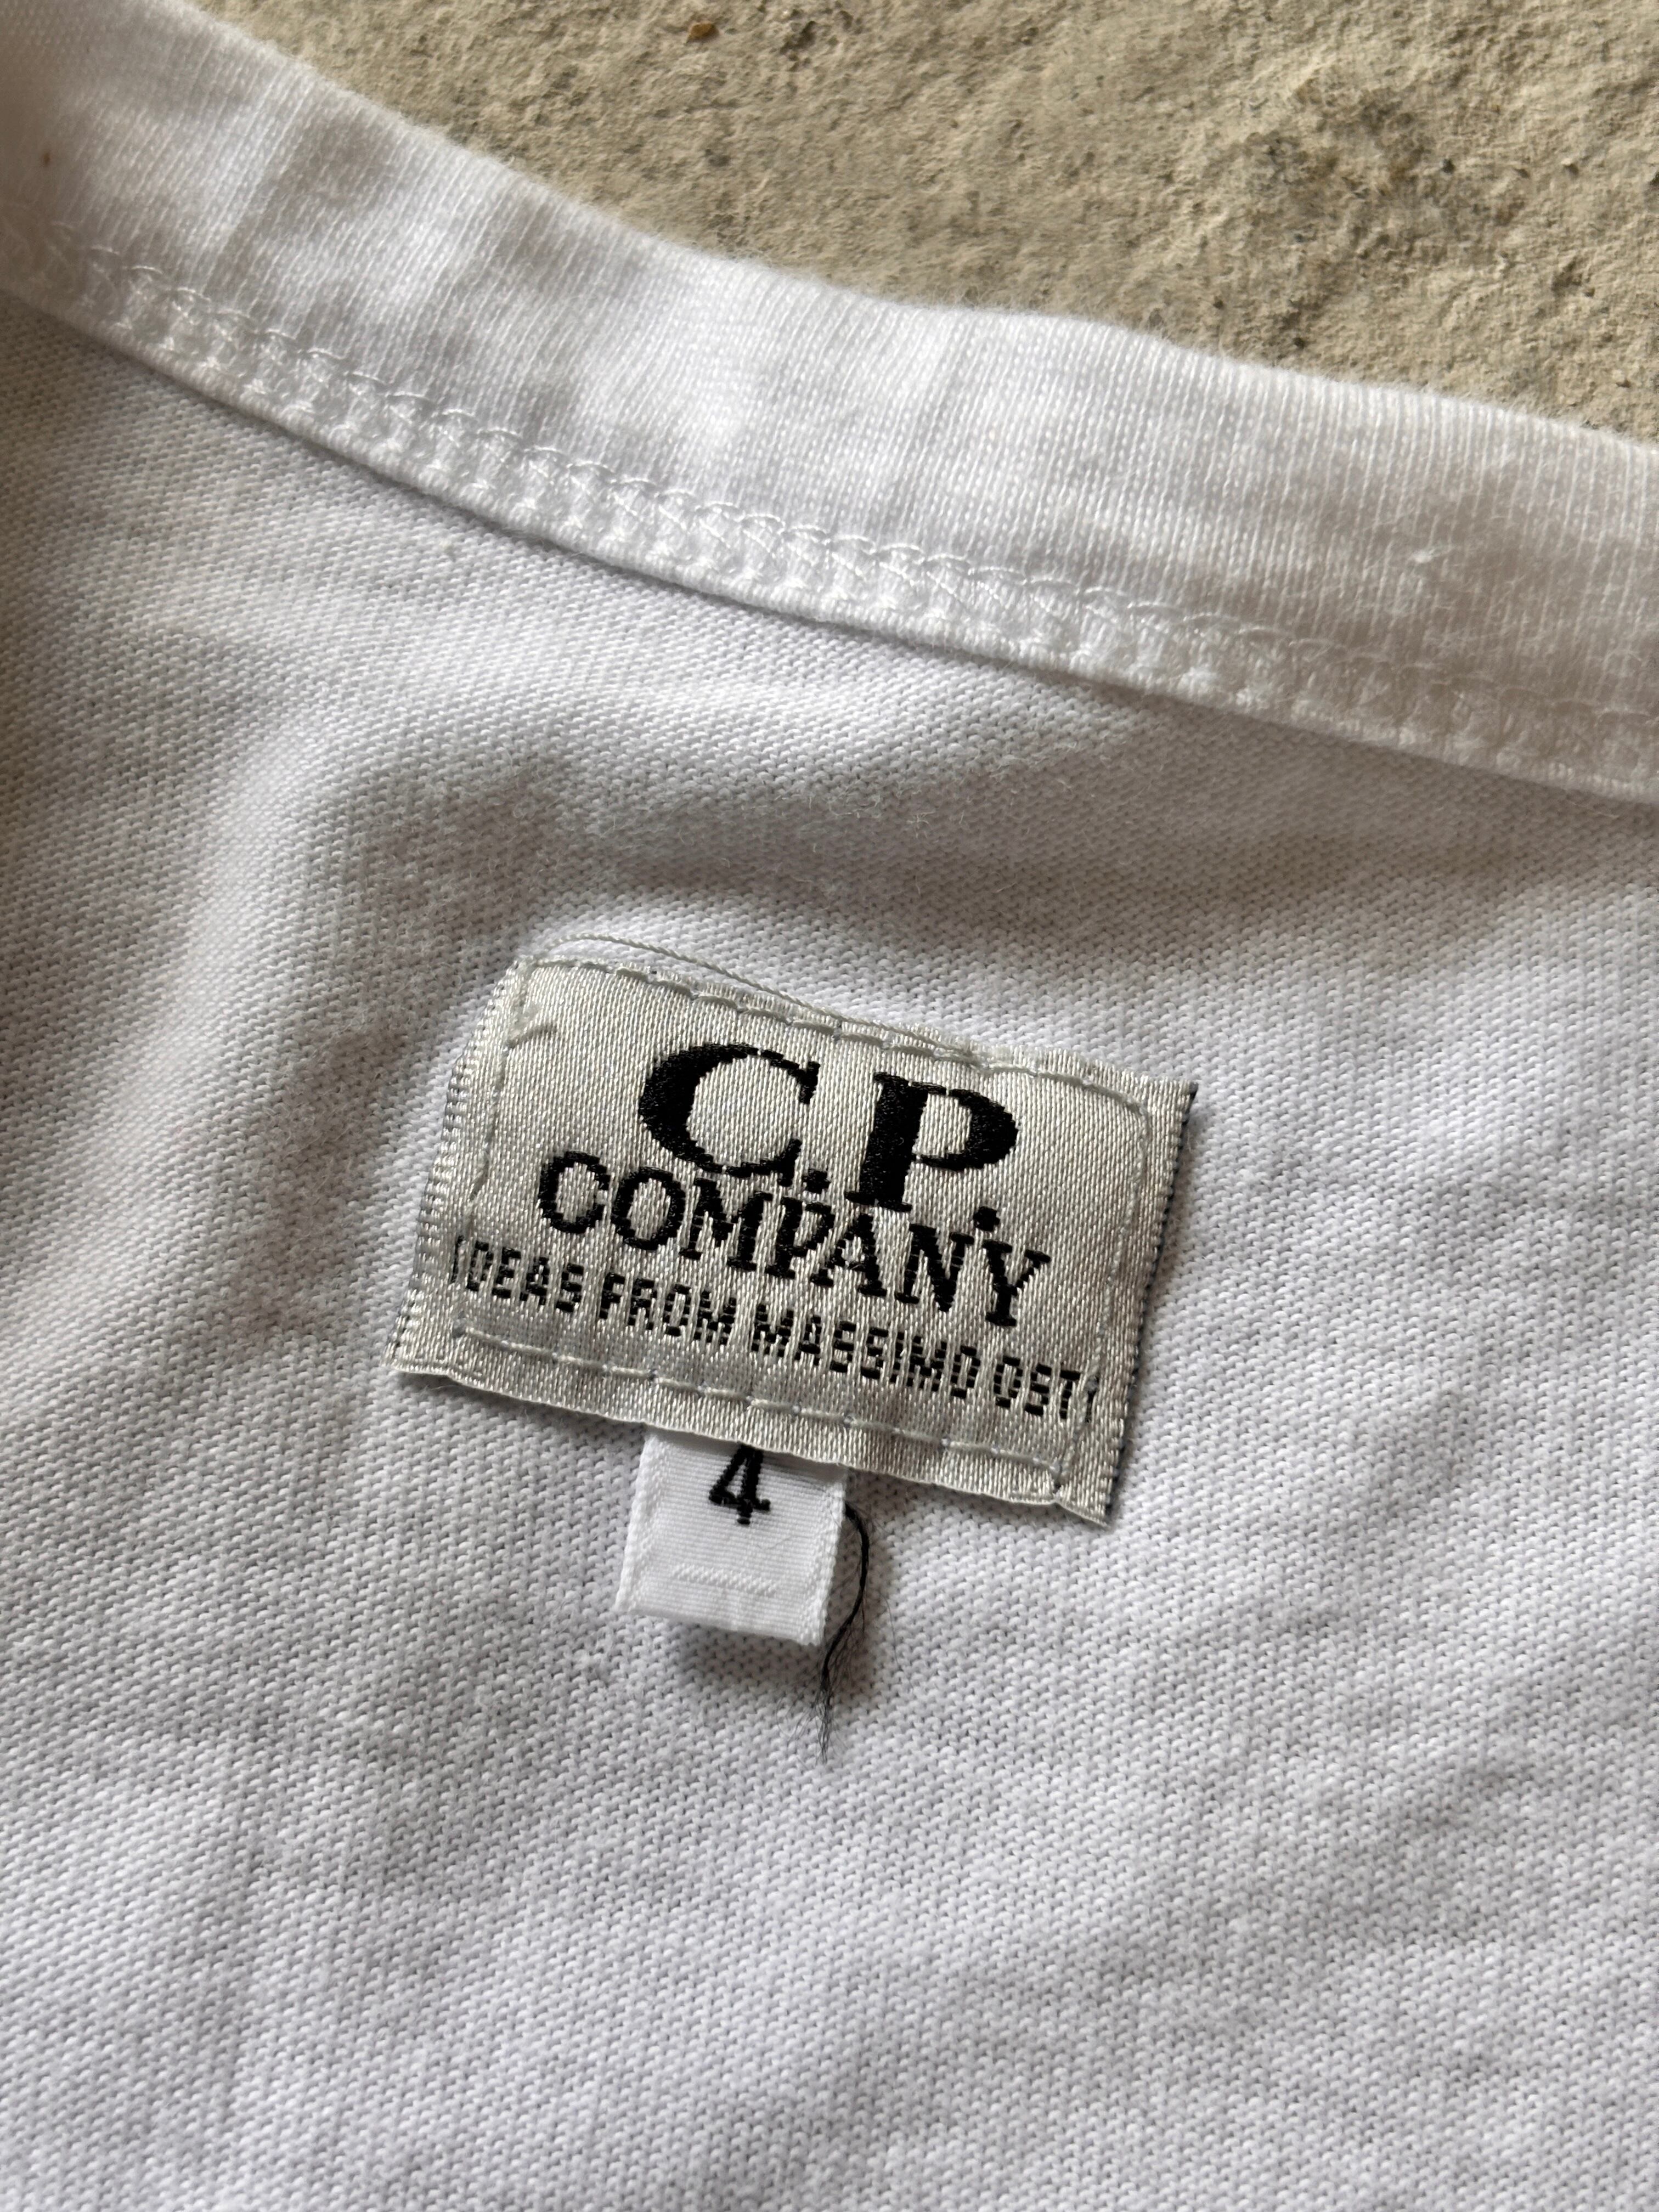 C.P.
COMPANY
IDEAS FROM MASSIMO OSTI
4